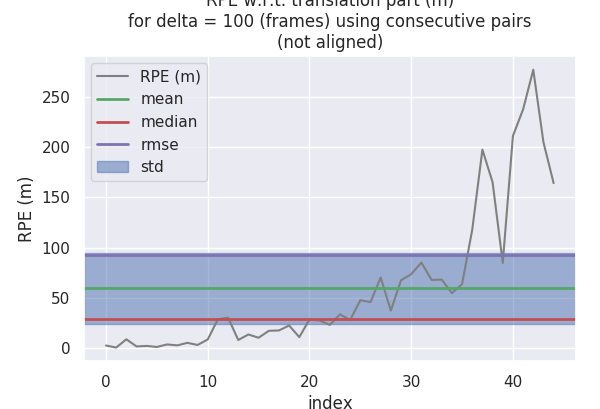 RPE w.r.t. translation part (m)
for delta = 100 (frames) using consecutive pairs
(not aligned)
RPE (m)
mean
median
rmse
std
250
200
150
100
50
0
RPE (m)
0 10 20 30 40
index